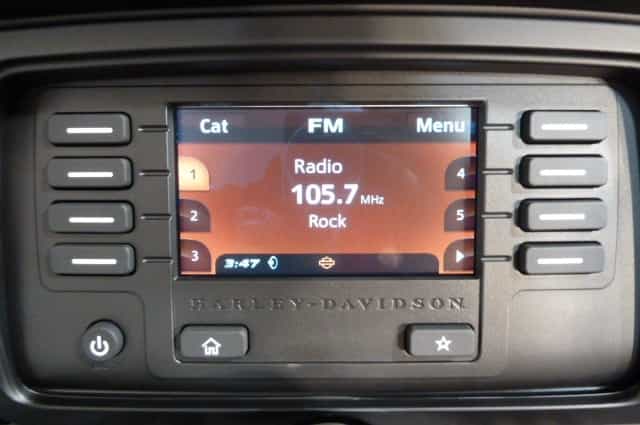 Cat FM Menu
Radio
1 4
105.7 MHz
2 Rock 5
3
3:47
HARLEY-DAVIDSON